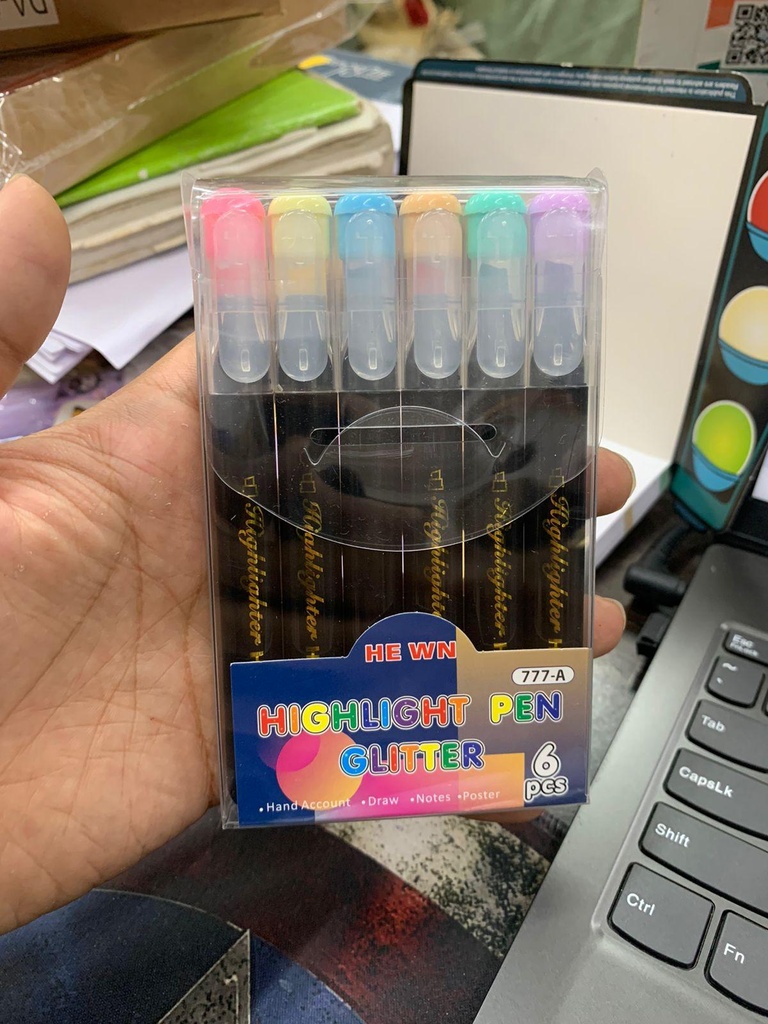 Highlighter
Highlighter
Highlighter
Highlighter
Highlighter
HE WN
777-A
HIGHLIGHT PEN
GLITTER
6
pcs
•Hand Account •Draw •Notes •Poster
Esc
~
`
Tab
CapsLk
Shift
Ctrl
Fn